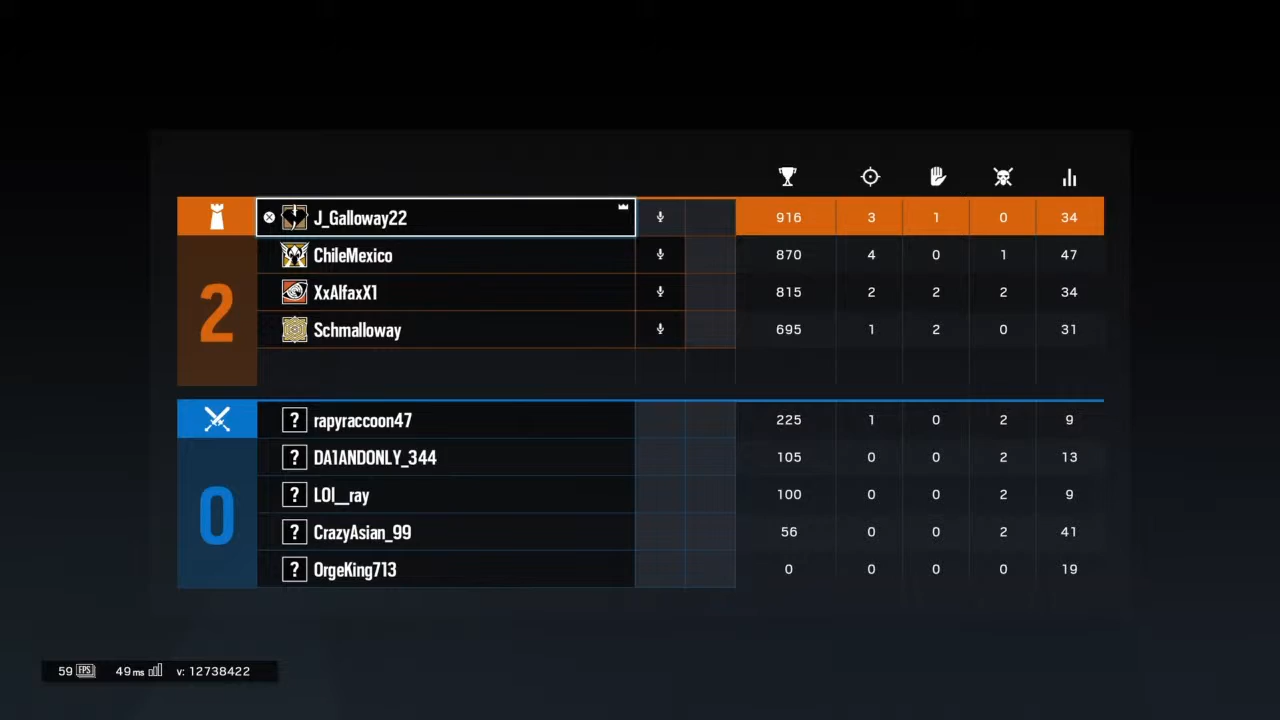 J_Galloway22 916 3 1 0 34
ChileMexico 870 4 0 1 47
2
XxAlfaxX1 815 2 2 2 34
Schmalloway 695 1 2 0 31
? rapyraccoon47 225 1 0 2 9
? DA1ANDONLY_344 105 0 0 2 13
0
? LOl__ray 100 0 0 2 9
? CrazyAsian_99 56 0 0 2 41
? OrgeKing713 0 0 0 0 19
59 FPS 49 ms v: 12738422